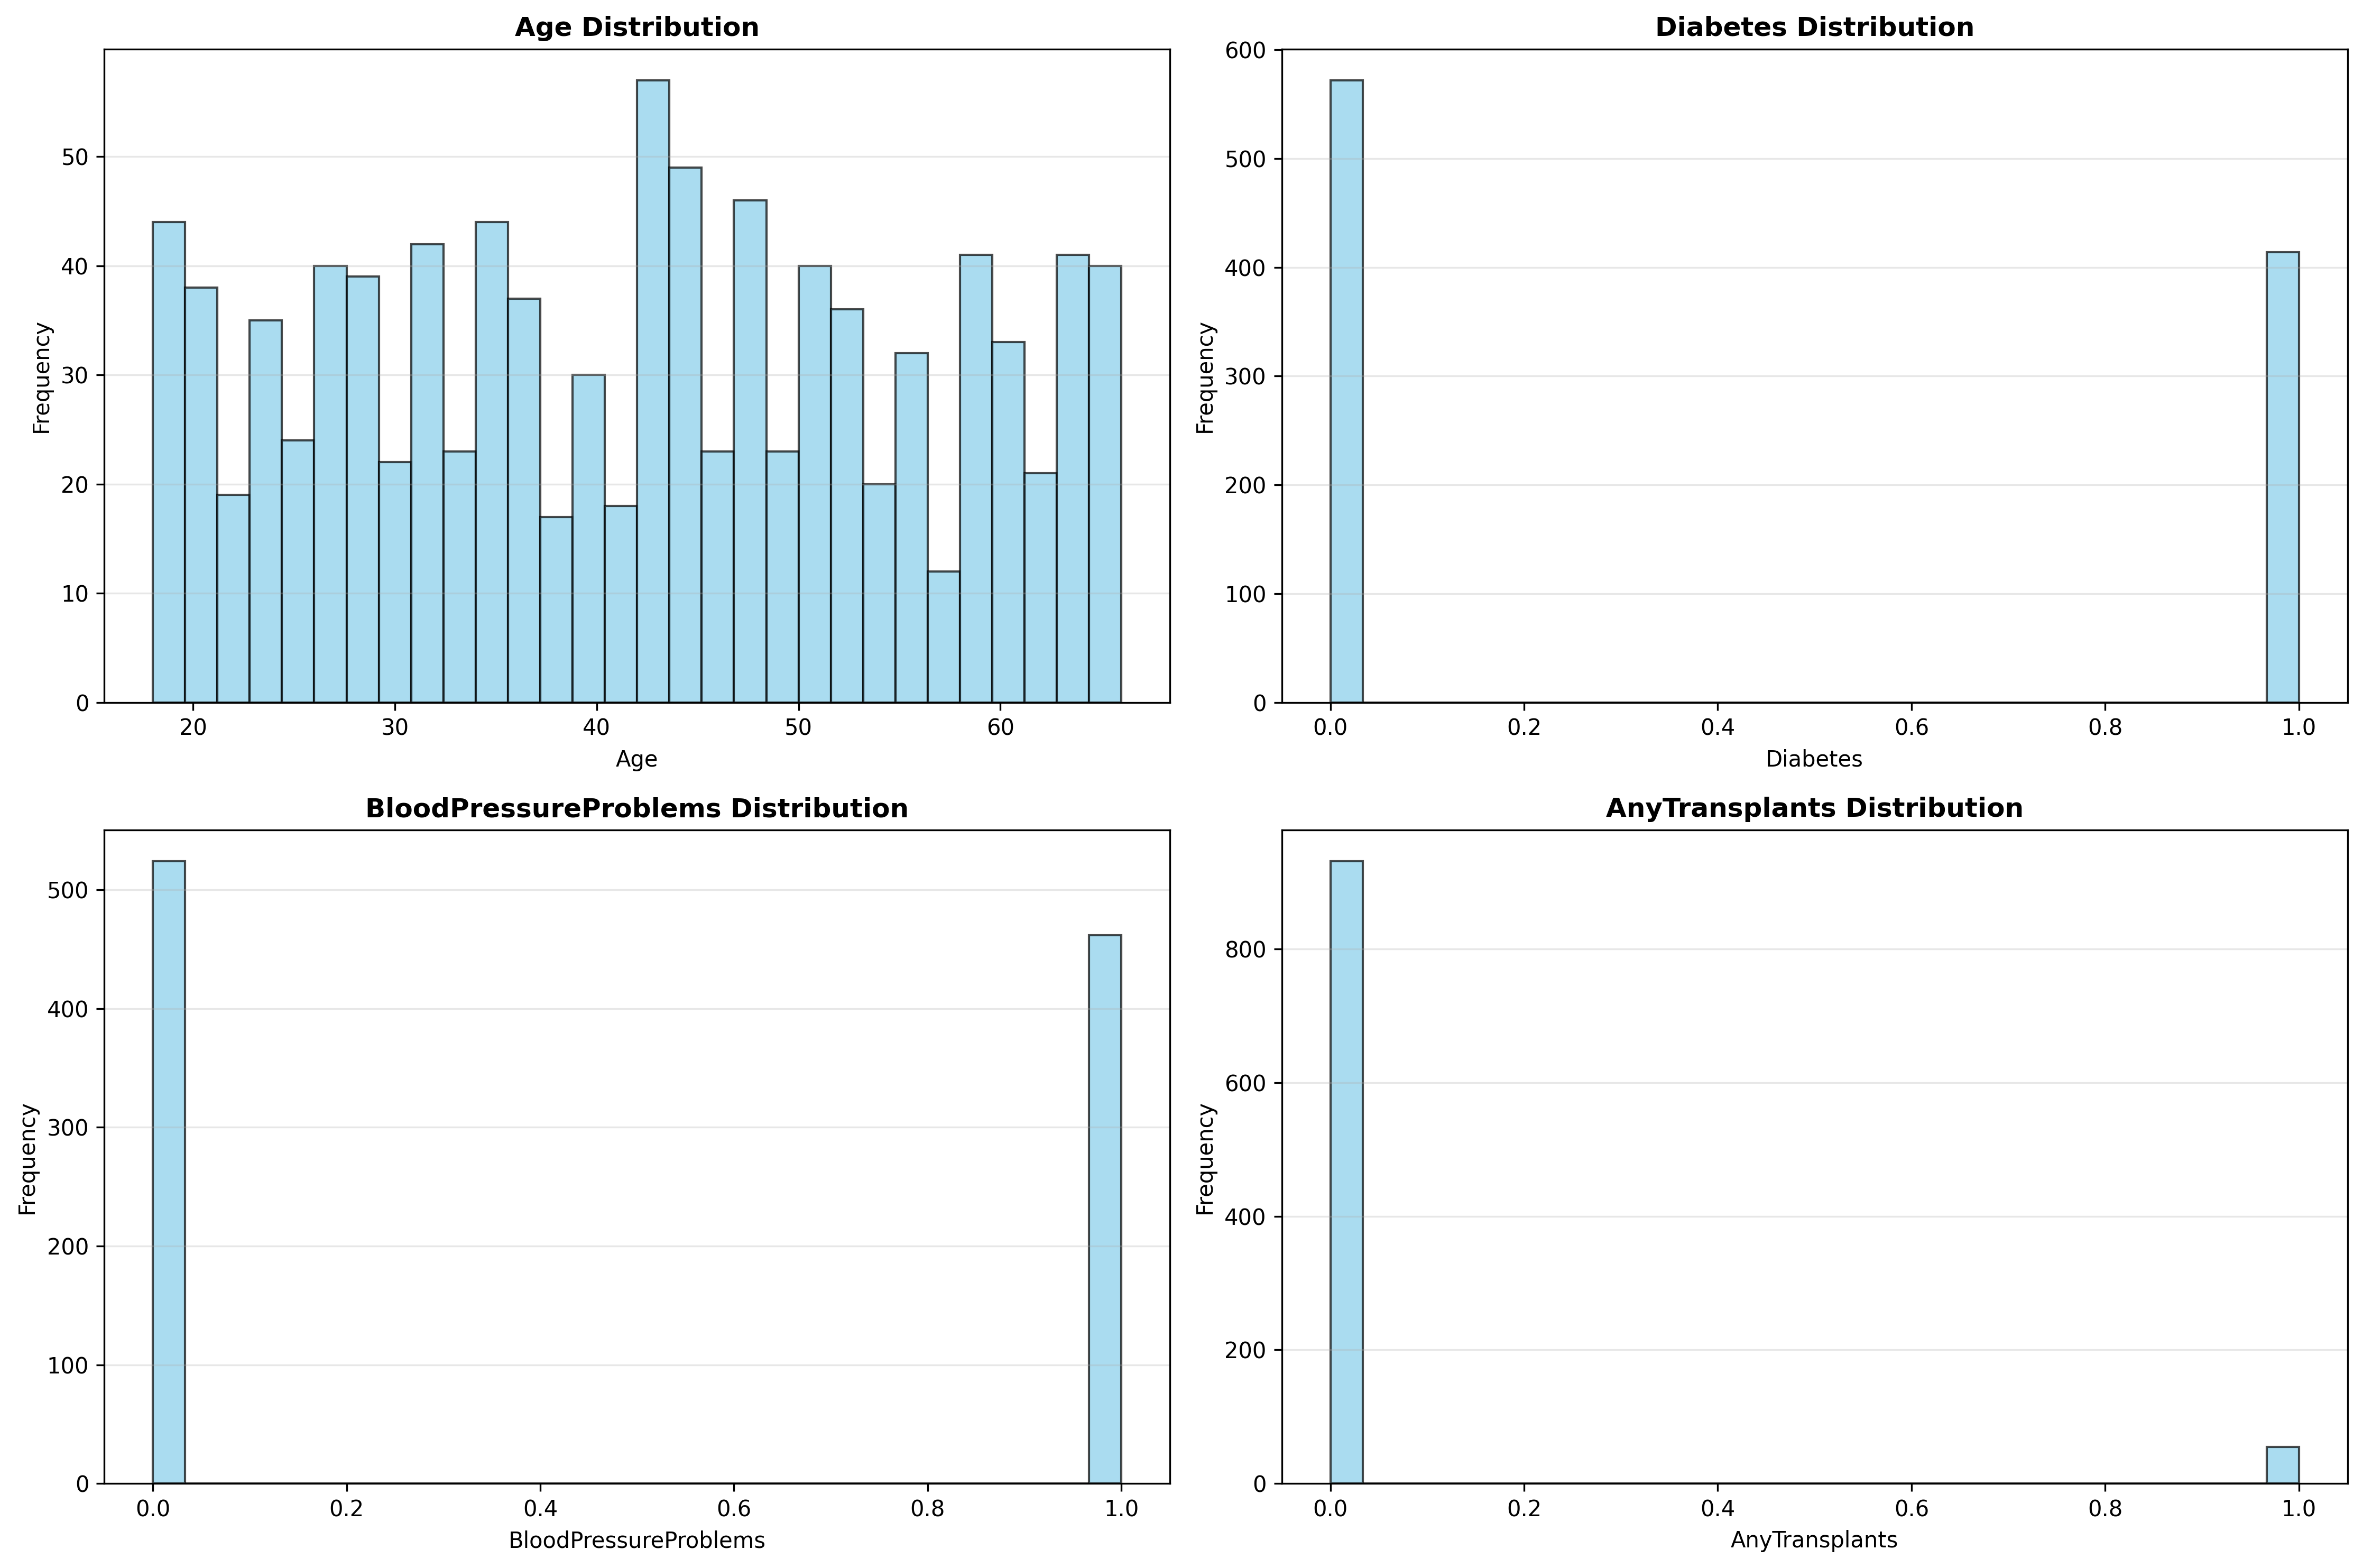 Age Distribution
Frequency
50
40
30
20
10
0
20 30 40 50 60
Age
Diabetes Distribution
Frequency
600
500
400
300
200
100
0
0.0 0.2 0.4 0.6 0.8 1.0
Diabetes
BloodPressureProblems Distribution
Frequency
500
400
300
200
100
0
0.0 0.2 0.4 0.6 0.8 1.0
BloodPressureProblems
AnyTransplants Distribution
Frequency
800
600
400
200
0
0.0 0.2 0.4 0.6 0.8 1.0
AnyTransplants